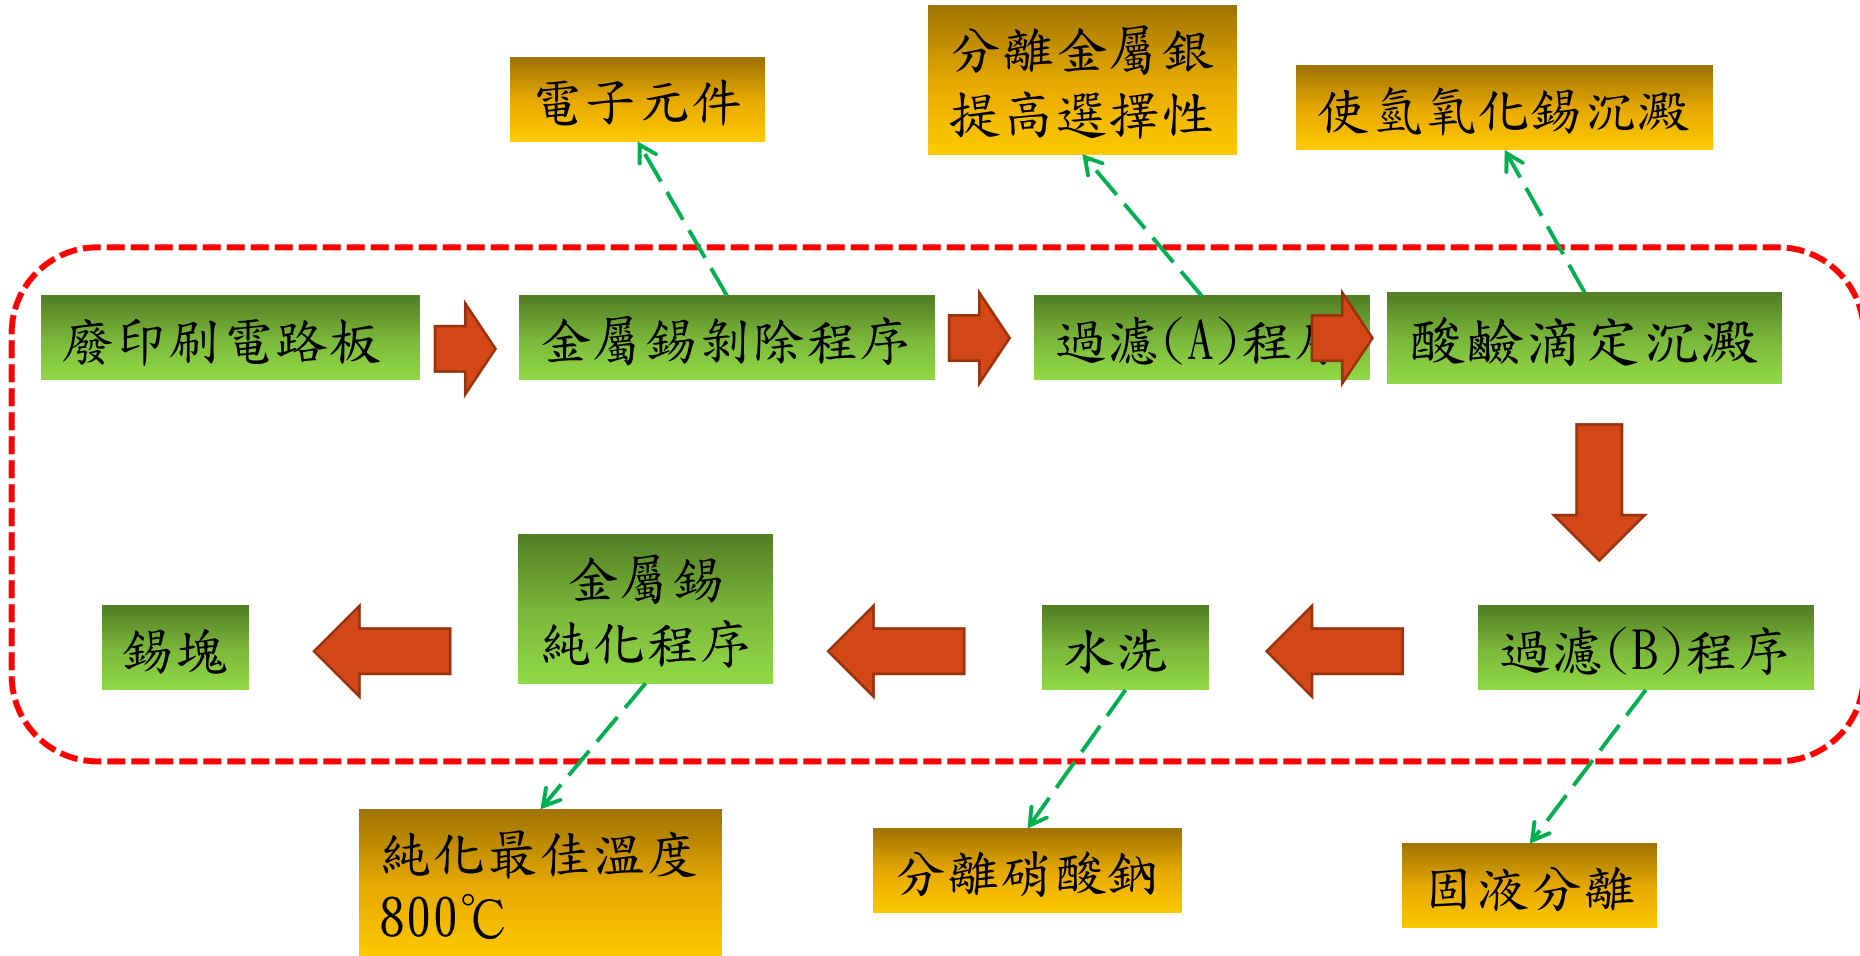 電子元件
分離金屬銀
提高選擇性
使氫氧化錫沉澱
廢印刷電路板
金屬錫剝除程序
過濾(A)程序
酸鹼滴定沉澱
錫塊
金屬錫
純化程序
水洗
過濾(B)程序
純化最佳溫度
800℃
分離硝酸鈉
固液分離